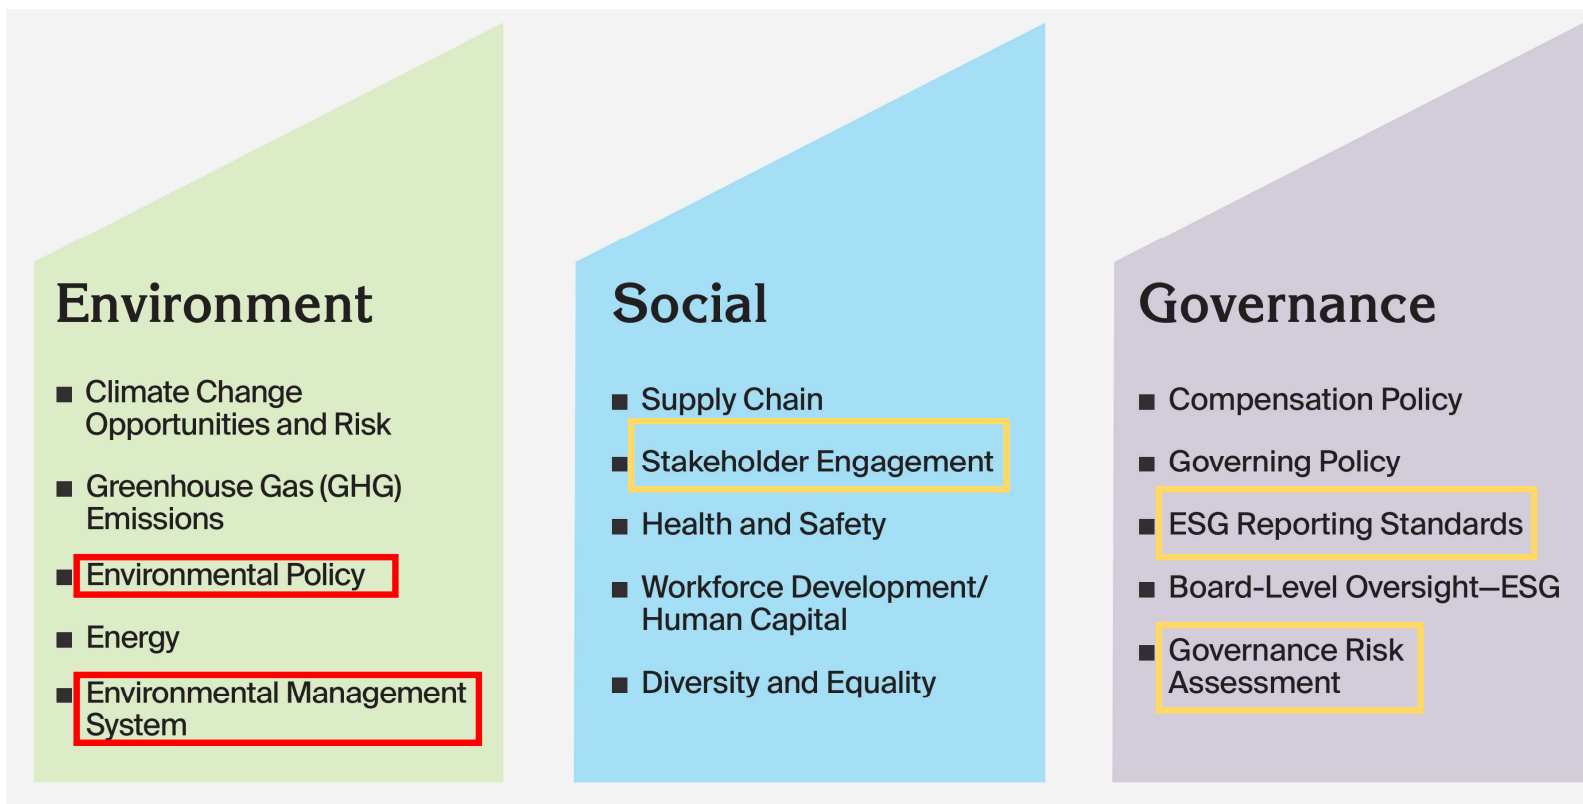 Environment
■ Climate Change
Opportunities and Risk
■ Greenhouse Gas (GHG)
Emissions
■ Environmental Policy
■ Energy
■ Environmental Management
System
Social
■ Supply Chain
■ Stakeholder Engagement
■ Health and Safety
■ Workforce Development/
Human Capital
■ Diversity and Equality
Governance
■ Compensation Policy
■ Governing Policy
■ ESG Reporting Standards
■ Board-Level Oversight—ESG
■ Governance Risk
Assessment